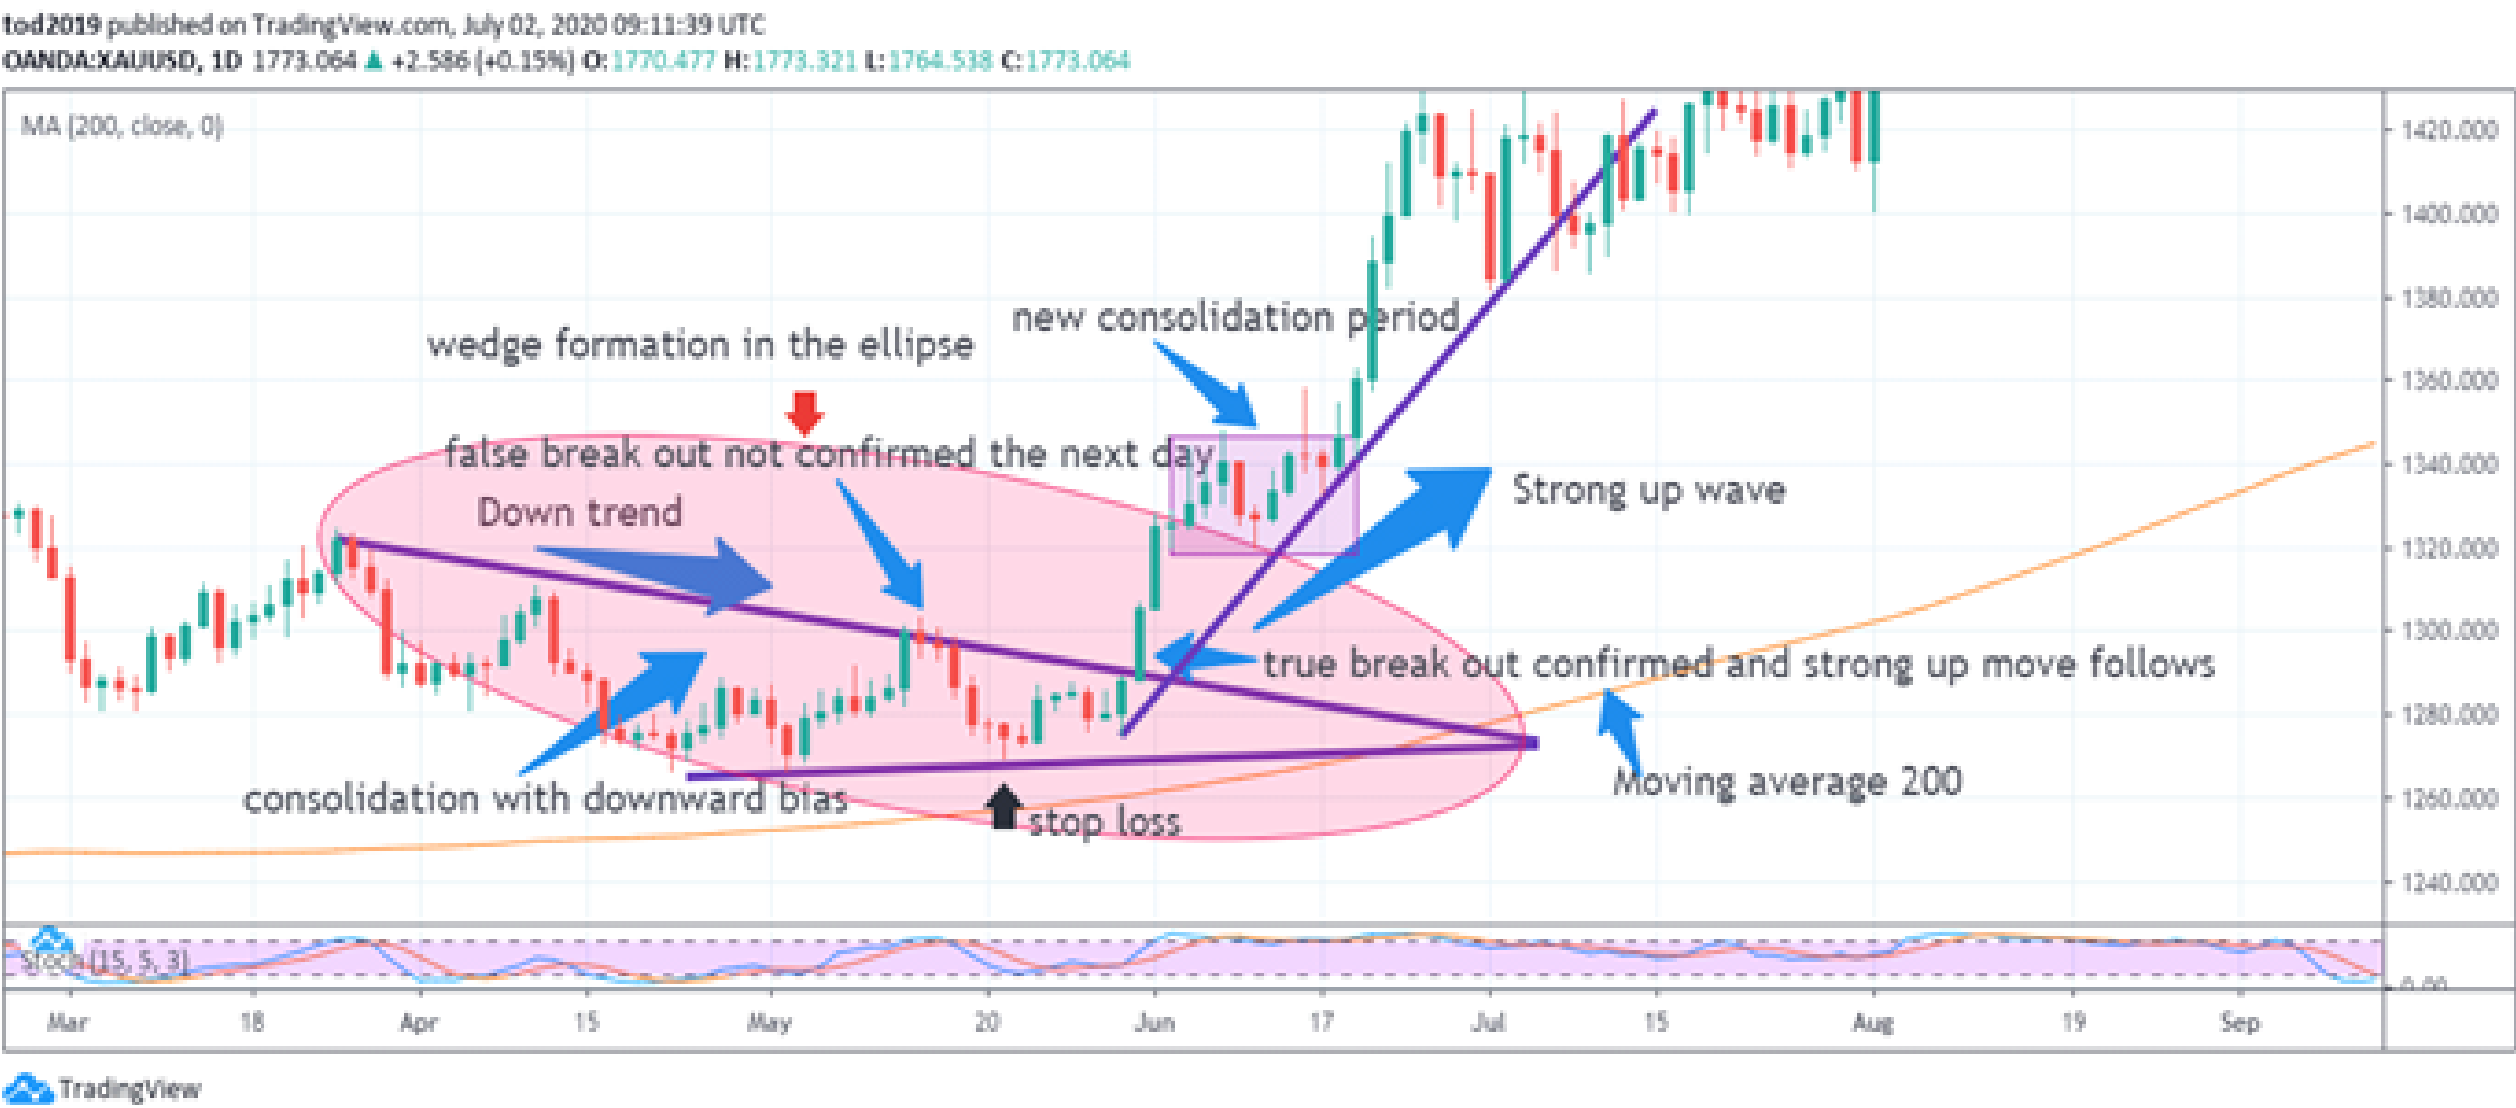 tod2019 published on TradingView.com, July 02, 2020 09:11:39 UTC
OANDA:XAUUSD, 1D 1773.064 ▲ +2.586 (+0.15%) O:1770.477 H:1773.321 L:1764.538 C:1773.064
MA (200, close, 0)
1420.000
1400.000
1380.000
new consolidation period
wedge formation in the ellipse
1360.000
false break out not confirmed the next day
1340.000
Strong up wave
Down trend
1320.000
1300.000
true break out confirmed and strong up move follows
1280.000
Moving average 200
consolidation with downward bias
1260.000
stop loss
1240.000
Stoch (15, 5, 3)
0.00
Mar 18 Apr 15 May 20 Jun 17 Jul 15 Aug 19 Sep
TradingView